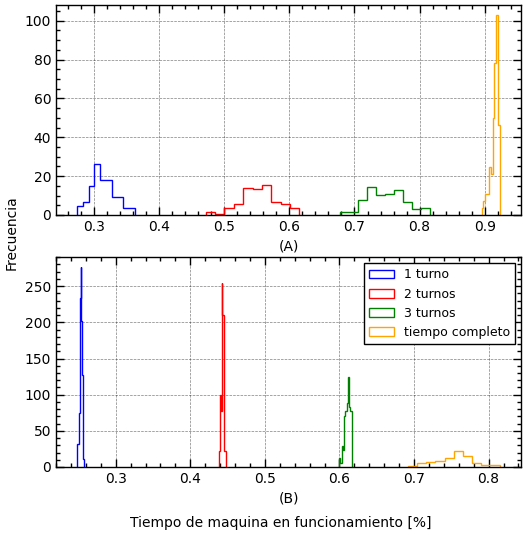 100
80
60
40
20
0
0.3 0.4 0.5 0.6 0.7 0.8 0.9
(A)
Frecuencia
250
200
150
100
50
0
1 turno
2 turnos
3 turnos
tiempo completo
0.3 0.4 0.5 0.6 0.7 0.8
(B)
Tiempo de maquina en funcionamiento [%]